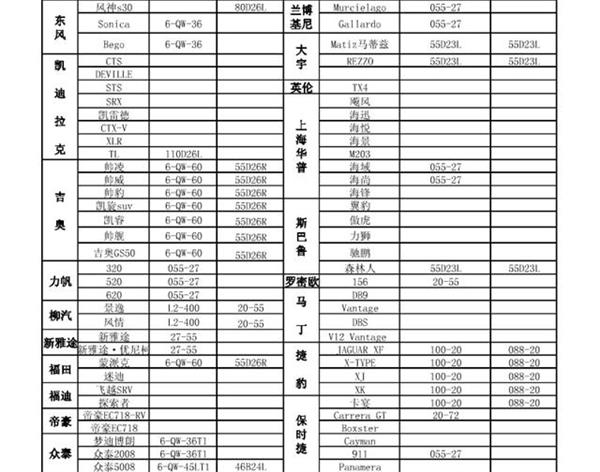 东风 风神s30 80D26L 兰博基尼 Murcielago 055-27
Sonica 6-QW-36 Gallardo 055-27
Bego 6-QW-36 大宇 Matiz马蒂兹 55D23L 55D23L
凯迪拉克 CTS REZZO 55D23L 55D23L
DEVILLE
STS 英伦 TX4
SRX 上海华普 飓风
凯雷德 海迅
CTX-V 海悦
XLR 海景
TL 110D26L M203
吉奥 帅凌 6-QW-60 55D26R 海域 055-27
帅威 6-QW-60 55D26R 海尚 055-27
帅豹 6-QW-60 55D26R 海锋
凯旋suv 6-QW-60 55D26R 斯巴鲁 翼豹
凯睿 6-QW-60 55D26R 傲虎
帅舰 6-QW-60 55D26R 力狮
吉奥GS50 6-QW-60 55D26R 驰鹏
力帆 320 055-27 森林人 55D23L 55D23L
520 055-27 罗密欧 156 20-55
620 055-27 马丁 DB9
柳汽 景逸 L2-400 20-55 Vantage
风情 L2-400 20-55 DBS
新雅途 新雅途 27-55 V12 Vantage
新雅途·优尼柯 27-55 捷豹 JAGUAR XF 100-20 088-20
福田 蒙派克 6-QW-60 55D26R X-TYPE 100-20 088-20
迷迪 XJ 100-20 088-20
福迪 飞越SRV XK 100-20 088-20
探索者 保时捷 卡宴 100-20 088-20
帝豪 帝豪EC718-RV Carrera GT 20-72
帝豪EC718 Boxster
众泰 梦迪博朗 6-QW-36T1 Cayman
众泰2008 6-QW-36T1 911 055-27
众泰5008 6-QW-45LT1 46B24L Panamera